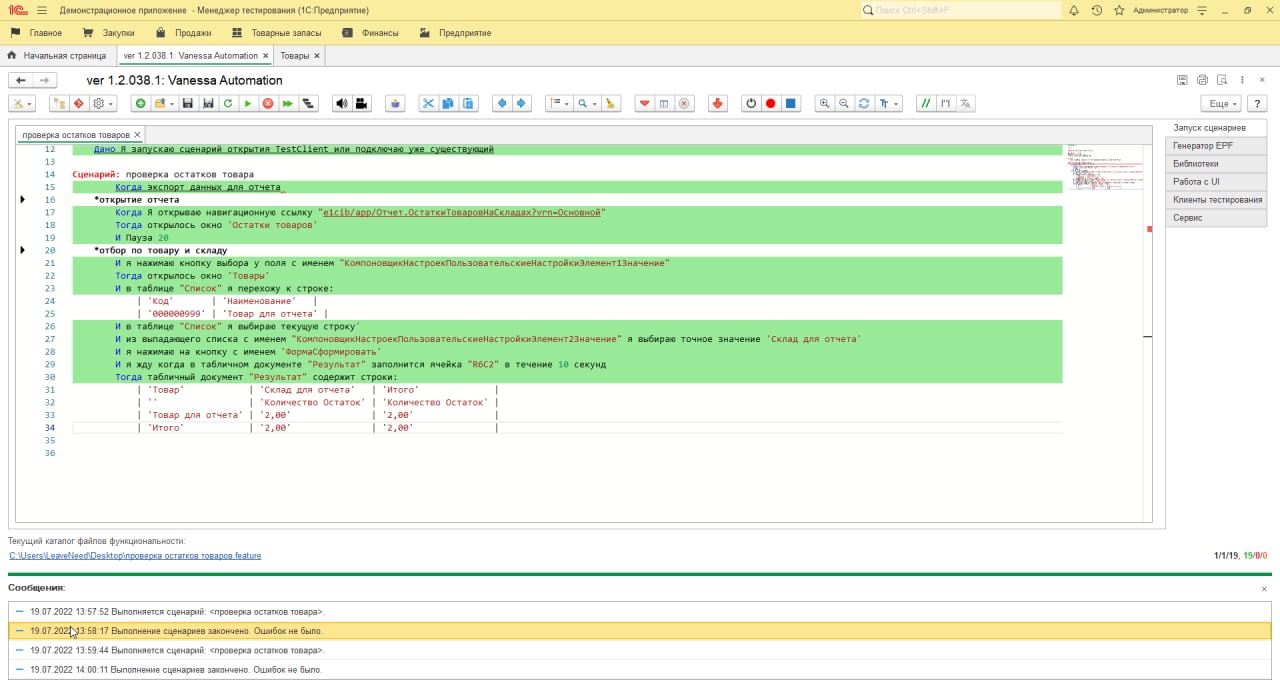 Демонстрационное приложение - Менеджер тестирования (1С:Предприятие)
Поиск Ctrl+Shift+F
Администратор
Главное
Закупки
Продажи
Товарные запасы
Финансы
Предприятие
Начальная страница
ver 1.2.038.1: Vanessa Automation ×
Товары ×
ver 1.2.038.1: Vanessa Automation
Еще
?
проверка остатков товаров ×
12 Дано Я запускаю сценарий открытия TestClient или подключаю уже существующий
13
14 Сценарий: проверка остатков товара
15 Когда экспорт данных для отчета
16 *открытие отчета
17 Когда Я открываю навигационную ссылку "e1cib/app/Отчет.ОстаткиТоваровНаСкладах?vrn=Основной"
18 Тогда открылось окно 'Остатки товаров'
19 И Пауза 20
20 *отбор по товару и складу
21 И я нажимаю кнопку выбора у поля с именем "КомпоновщикНастроекПользовательскиеНастройкиЭлемент1Значение"
22 Тогда открылось окно 'Товары'
23 И в таблице "Список" я перехожу к строке:
24 | 'Код' | 'Наименование' |
25 | '000000999' | 'Товар для отчета' |
26 И в таблице "Список" я выбираю текущую строку'
27 И из выпадающего списка с именем "КомпоновщикНастроекПользовательскиеНастройкиЭлемент2Значение" я выбираю точное значение 'Склад для отчета'
28 И я нажимаю на кнопку с именем 'ФормаСформировать'
29 И я жду когда в табличном документе "Результат" заполнится ячейка "R6C2" в течение 10 секунд
30 Тогда табличный документ "Результат" содержит строки:
31 | 'Товар' | 'Склад для отчета' | 'Итого' |
32 | '' | 'Количество Остаток' | 'Количество Остаток' |
33 | 'Товар для отчета' | '2,00' | '2,00' |
34 | 'Итого' | '2,00' | '2,00' |
35
36
Запуск сценариев
Генератор EPF
Библиотеки
Работа с UI
Клиенты тестирования
Сервис
Текущий каталог файлов функциональности:
C:\Users\LeaveNeed\Desktop\проверка остатков товаров.feature
1/1/19, 19/0/0
Сообщения:
19.07.2022 13:57:52 Выполняется сценарий: <проверка остатков товара>.
19.07.2022 13:58:17 Выполнение сценариев закончено. Ошибок не было.
19.07.2022 13:59:44 Выполняется сценарий: <проверка остатков товара>.
19.07.2022 14:00:11 Выполнение сценариев закончено. Ошибок не было.